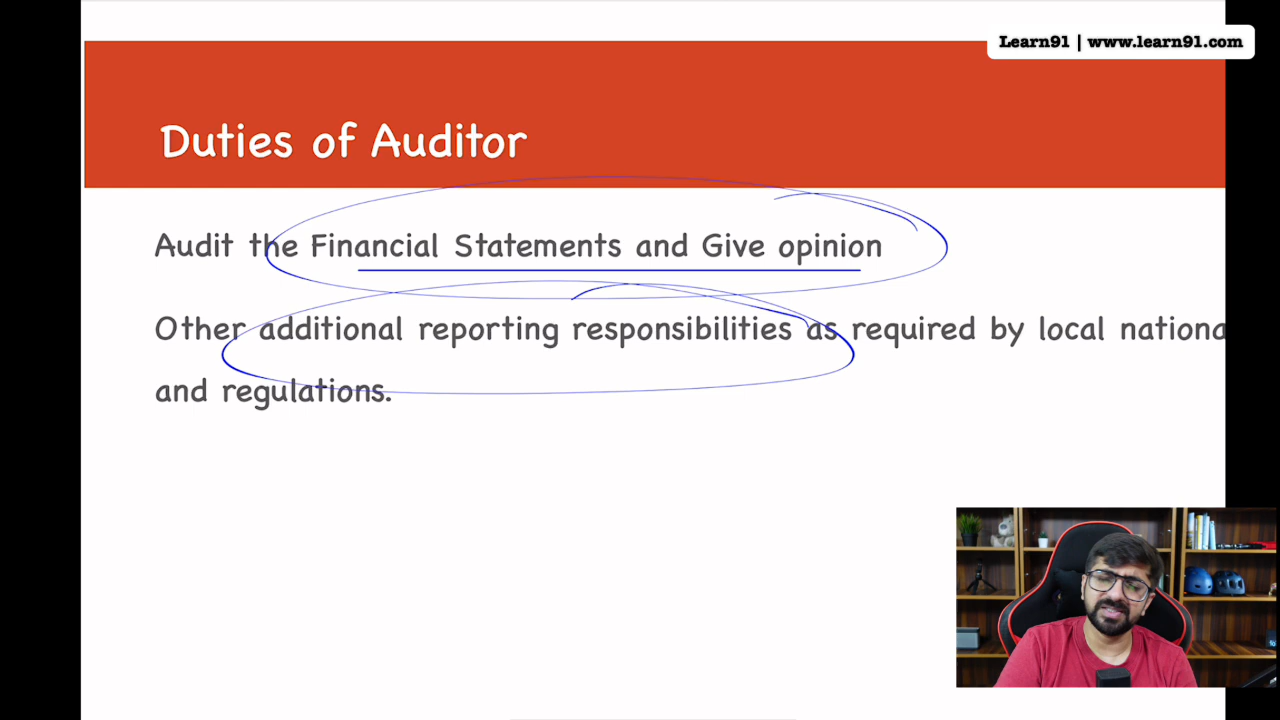 Learn91 | www.learn91.com
Duties of Auditor
Audit the Financial Statements and Give opinion
Other additional reporting responsibilities as required by local nationa
and regulations.